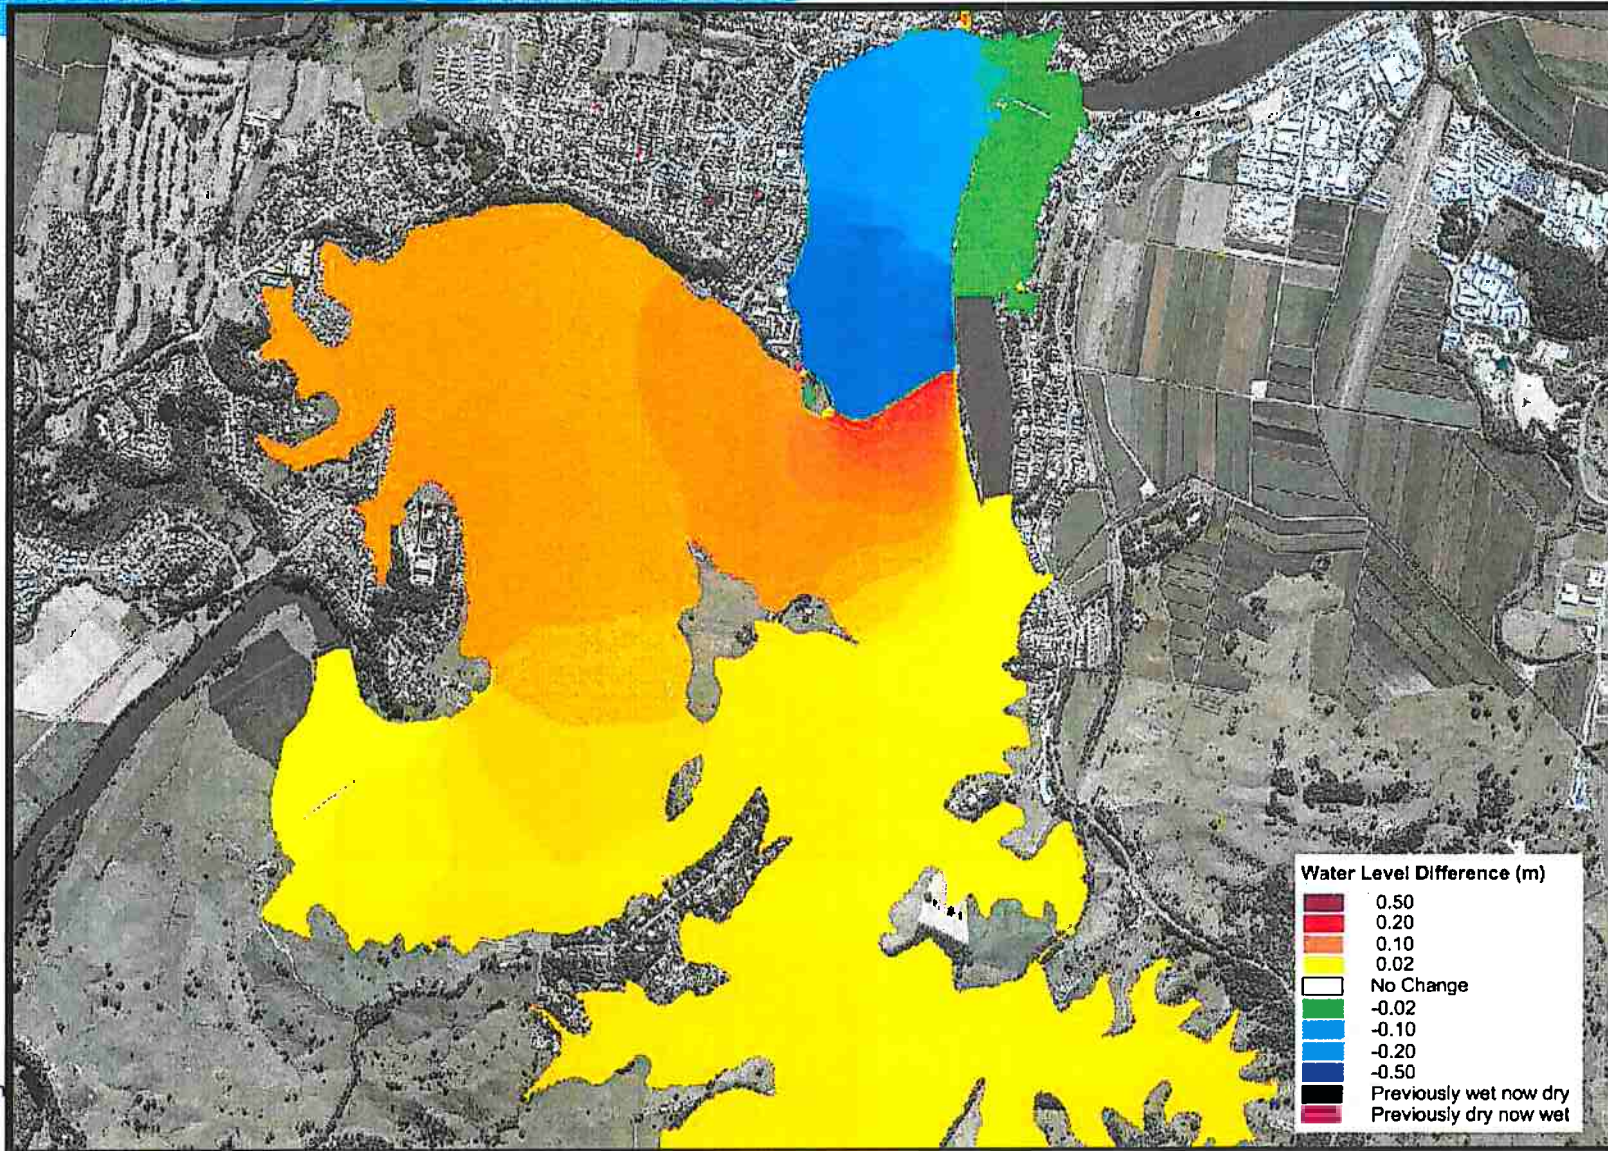 Water Level Difference (m)
0.50
0.20
0.10
0.02
No Change
-0.02
-0.10
-0.20
-0.50
Previously wet now dry
Previously dry now wet